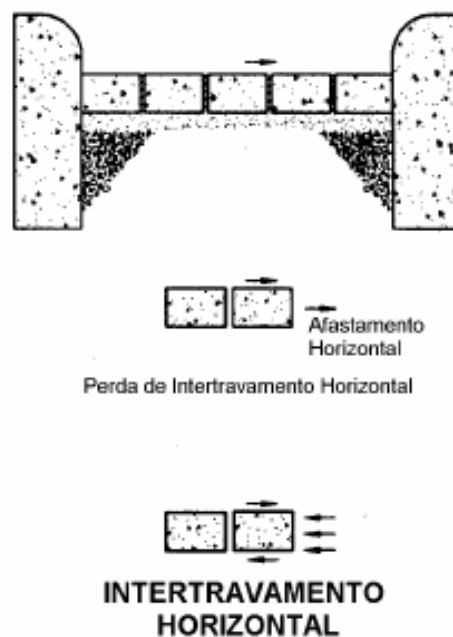 Afastamento
Horizontal
Perda de Intertravamento Horizontal
INTERTRAVAMENTO
HORIZONTAL